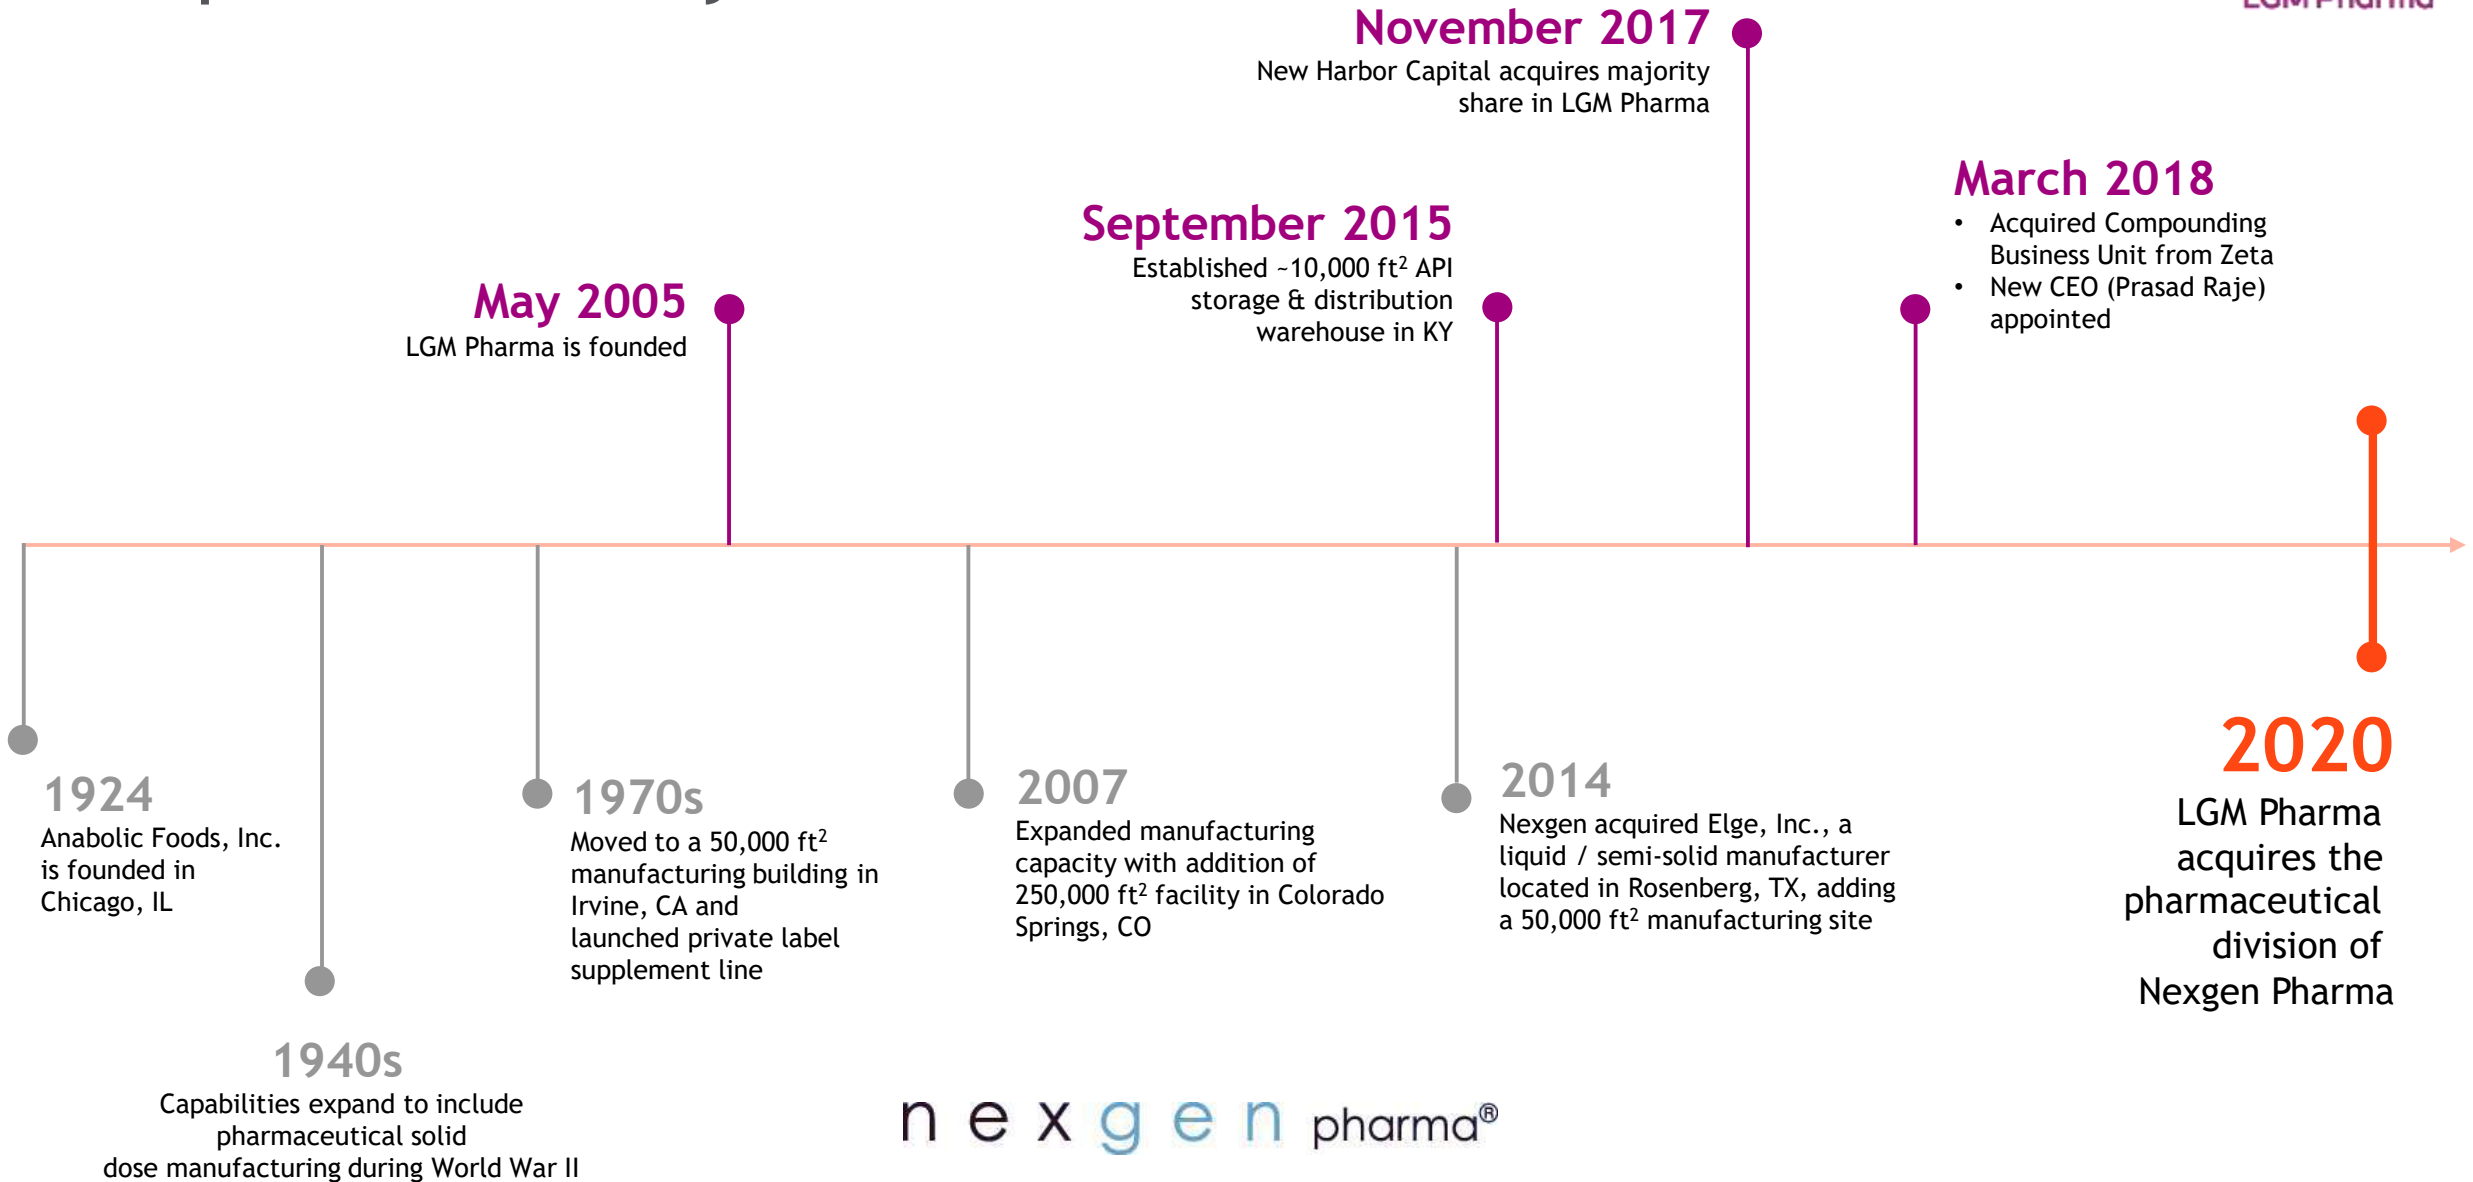 LGM Pharma
November 2017
New Harbor Capital acquires majority
share in LGM Pharma
March 2018
• Acquired Compounding
Business Unit from Zeta
• New CEO (Prasad Raje)
appointed
September 2015
Established ~10,000 ft² API
storage & distribution
warehouse in KY
May 2005
LGM Pharma is founded
1924
Anabolic Foods, Inc.
is founded in
Chicago, IL
1940s
Capabilities expand to include
pharmaceutical solid
dose manufacturing during World War II
1970s
Moved to a 50,000 ft²
manufacturing building in
Irvine, CA and
launched private label
supplement line
2007
Expanded manufacturing
capacity with addition of
250,000 ft² facility in Colorado
Springs, CO
2014
Nexgen acquired Elge, Inc., a
liquid / semi-solid manufacturer
located in Rosenberg, TX, adding
a 50,000 ft² manufacturing site
2020
LGM Pharma
acquires the
pharmaceutical
division of
Nexgen Pharma
nexgen pharma®